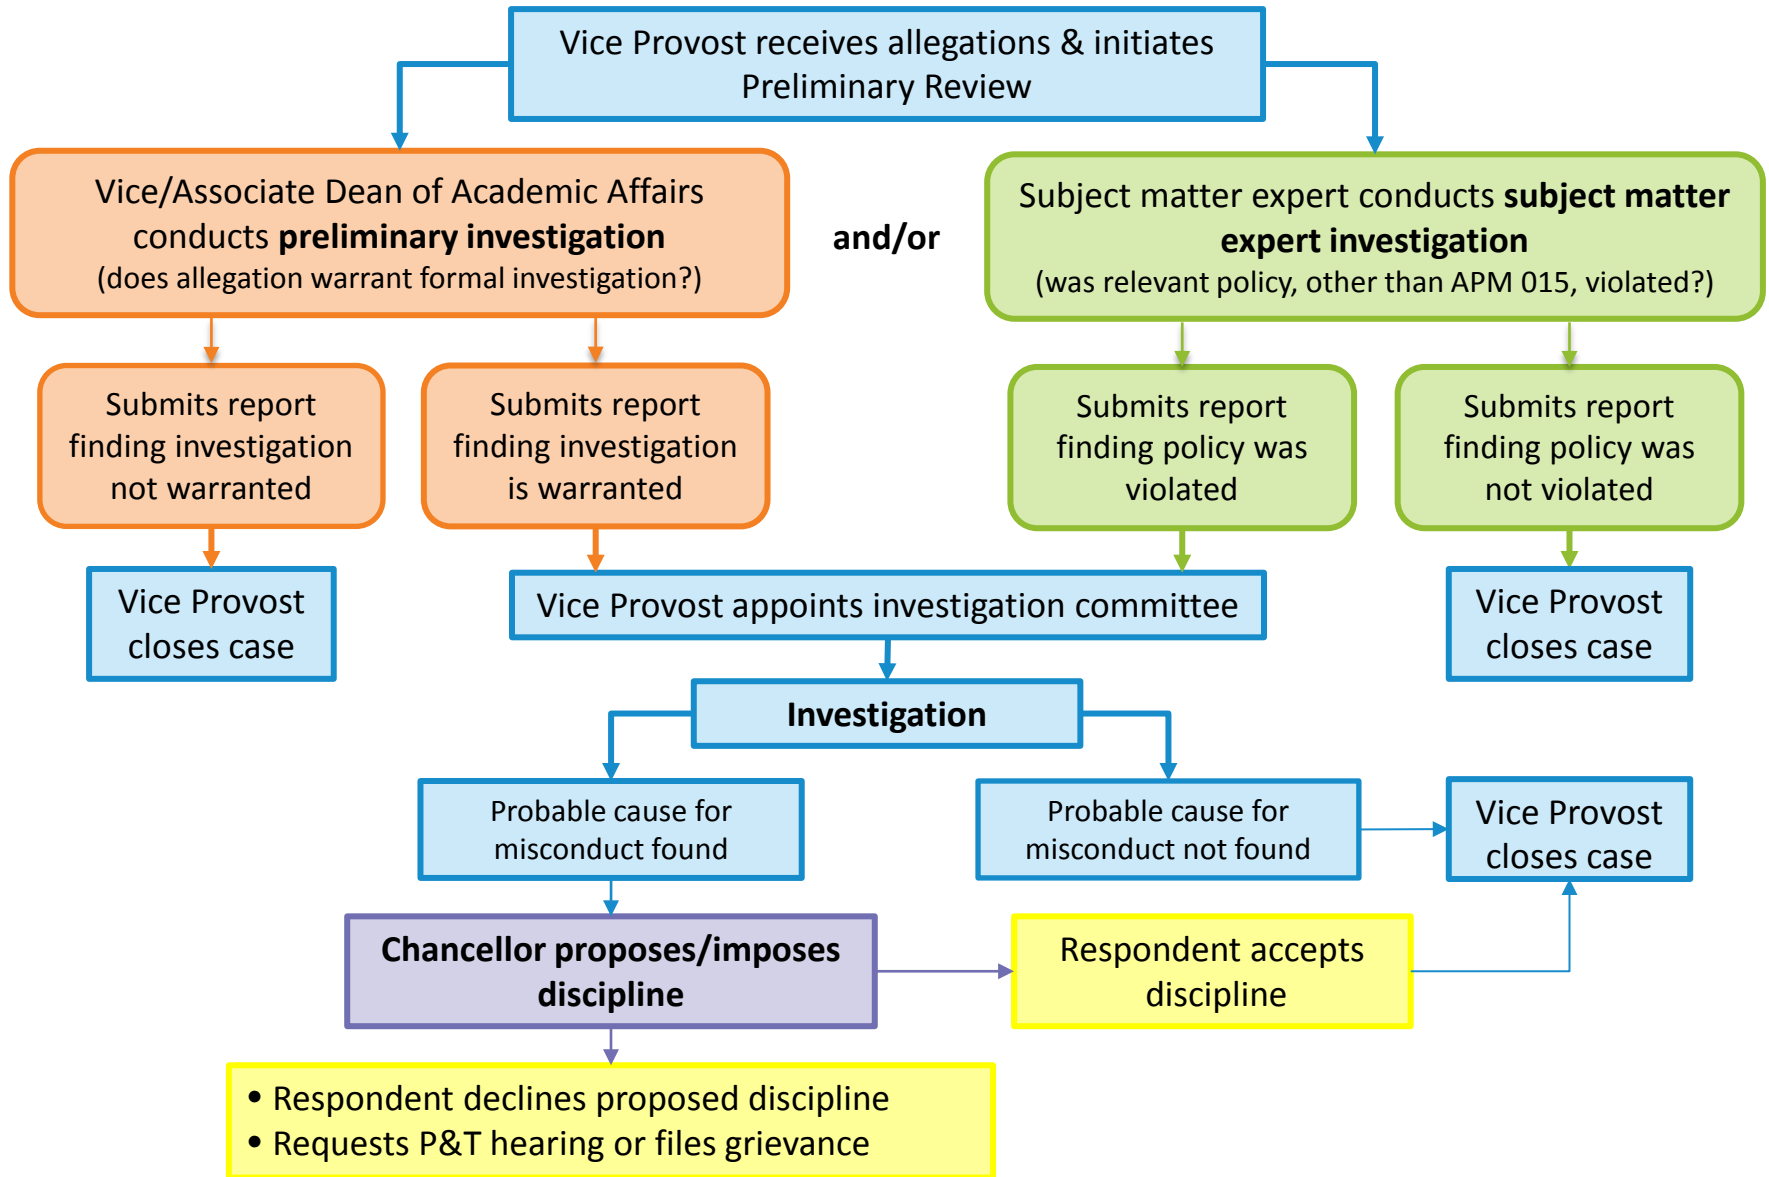 Vice Provost receives allegations & initiates
Preliminary Review
Vice/Associate Dean of Academic Affairs
conducts preliminary investigation
(does allegation warrant formal investigation?)
and/or
Subject matter expert conducts subject matter
expert investigation
(was relevant policy, other than APM 015, violated?)
Submits report
finding investigation
not warranted
Submits report
finding investigation
is warranted
Submits report
finding policy was
violated
Submits report
finding policy was
not violated
Vice Provost
closes case
Vice Provost appoints investigation committee
Vice Provost
closes case
Investigation
Probable cause for
misconduct found
Probable cause for
misconduct not found
Vice Provost
closes case
Chancellor proposes/imposes
discipline
Respondent accepts
discipline
• Respondent declines proposed discipline
• Requests P&T hearing or files grievance